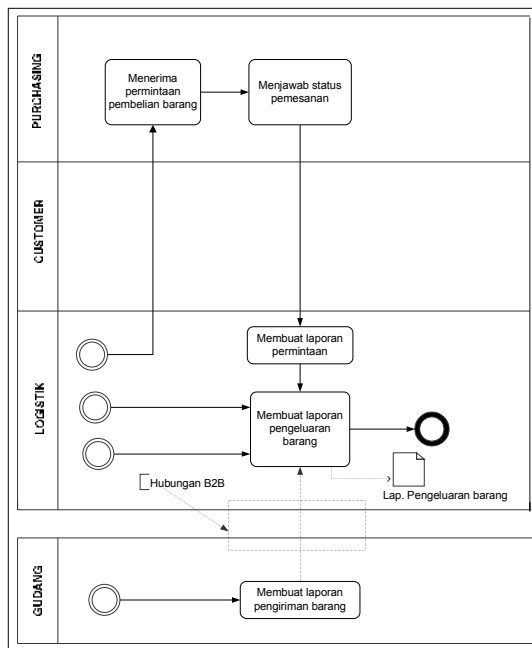 PURCHASING
Menerima
permintaan
pembelian barang
Menjawab status
pemesanan
CUSTOMER
LOGISTIK
Membuat laporan
permintaan
Membuat laporan
pengeluaran
barang
Hubungan B2B
Lap. Pengeluaran barang
GUDANG
Membuat laporan
pengiriman barang